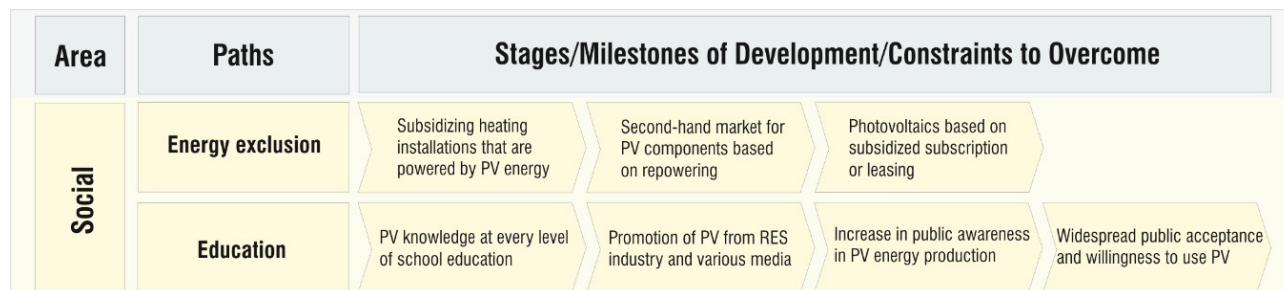 Area
Paths
Stages/Milestones of Development/Constraints to Overcome
Social
Energy exclusion
Subsidizing heating
installations that are
powered by PV energy
Second-hand market for
PV components based
on repowering
Photovoltaics based on
subsidized subscription
or leasing
Education
PV knowledge at every level
of school education
Promotion of PV from RES
industry and various media
Increase in public awareness
in PV energy production
Widespread public acceptance
and willingness to use PV